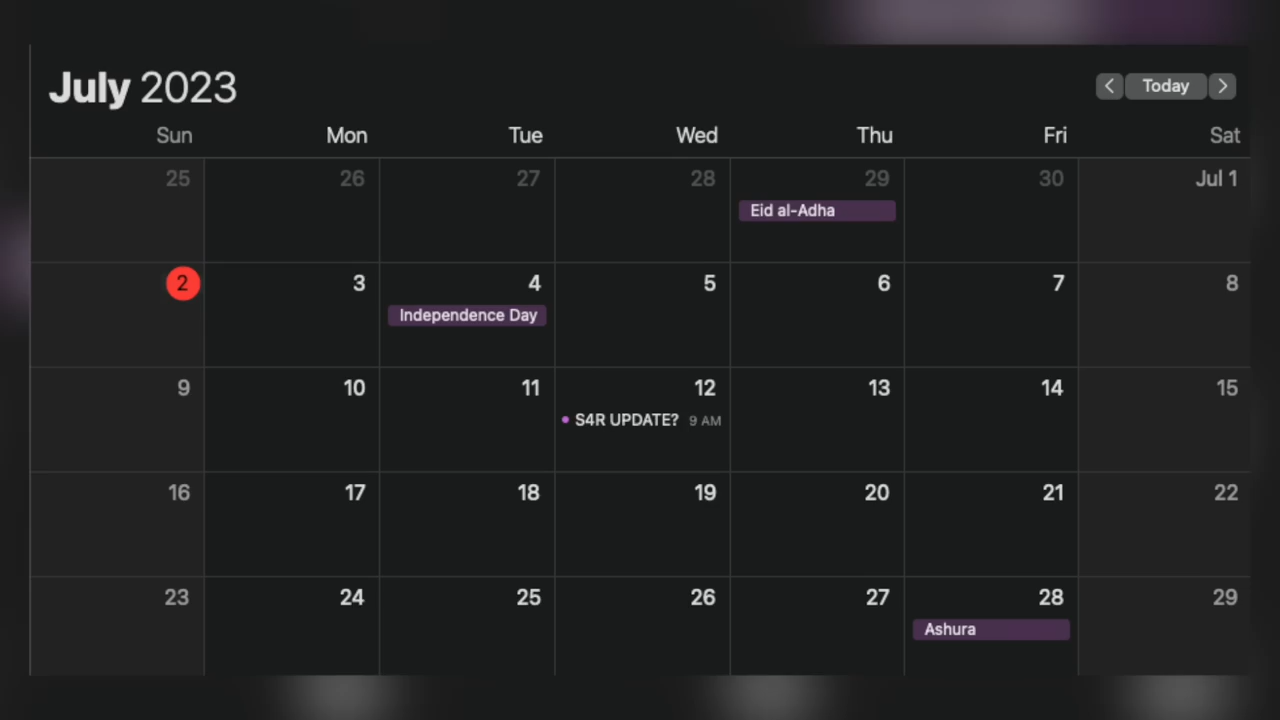 July 2023
Today
Sun Mon Tue Wed Thu Fri Sat
25 26 27 28 29 30 Jul 1
Eid al-Adha
2 3 4 5 6 7 8
Independence Day
9 10 11 12 13 14 15
S4R UPDATE? 9 AM
16 17 18 19 20 21 22
23 24 25 26 27 28 29
Ashura